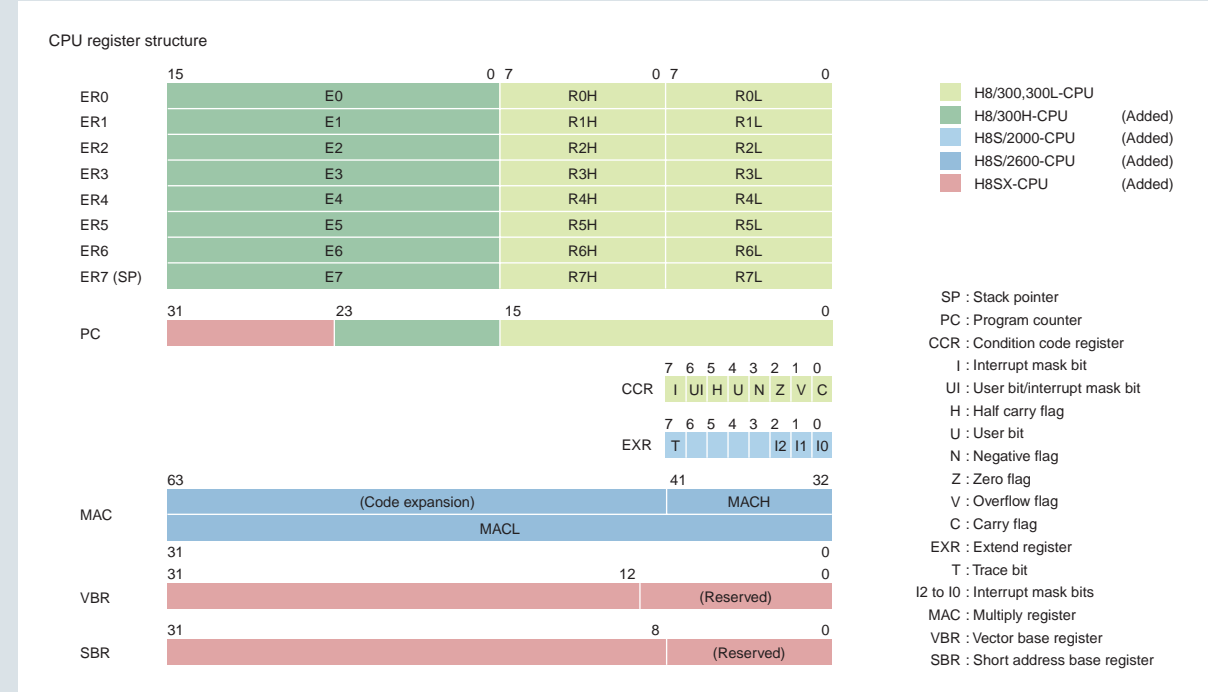 CPU register structure
15 0 7 0 7 0
ER0 E0 R0H R0L
ER1 E1 R1H R1L
ER2 E2 R2H R2L
ER3 E3 R3H R3L
ER4 E4 R4H R4L
ER5 E5 R5H R5L
ER6 E6 R6H R6L
ER7 (SP) E7 R7H R7L
31 23 15 0
PC
7 6 5 4 3 2 1 0
CCR I UI H U N Z V C
7 6 5 4 3 2 1 0
EXR T I2 I1 I0
63 41 32
(Code expansion) MACH
MAC
MACL
31 0
31 12 0
VBR (Reserved)
31 8 0
SBR (Reserved)
H8/300,300L-CPU
H8/300H-CPU (Added)
H8S/2000-CPU (Added)
H8S/2600-CPU (Added)
H8SX-CPU (Added)
SP : Stack pointer
PC : Program counter
CCR : Condition code register
I : Interrupt mask bit
UI : User bit/interrupt mask bit
H : Half carry flag
U : User bit
N : Negative flag
Z : Zero flag
V : Overflow flag
C : Carry flag
EXR : Extend register
T : Trace bit
I2 to I0 : Interrupt mask bits
MAC : Multiply register
VBR : Vector base register
SBR : Short address base register